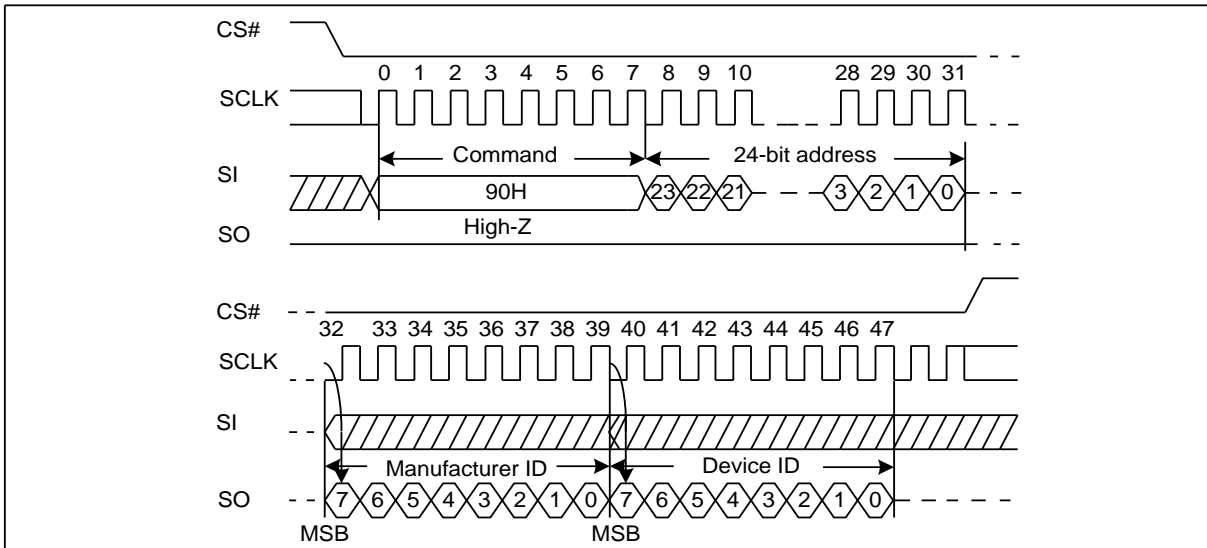 CS#
0 1 2 3 4 5 6 7 8 9 10 28 29 30 31
SCLK
Command 24-bit address
SI
90H 23 22 21 3 2 1 0
High-Z
SO
CS#
32 33 34 35 36 37 38 39 40 41 42 43 44 45 46 47
SCLK
SI
Manufacturer ID Device ID
SO 7 6 5 4 3 2 1 0 7 6 5 4 3 2 1 0
MSB MSB